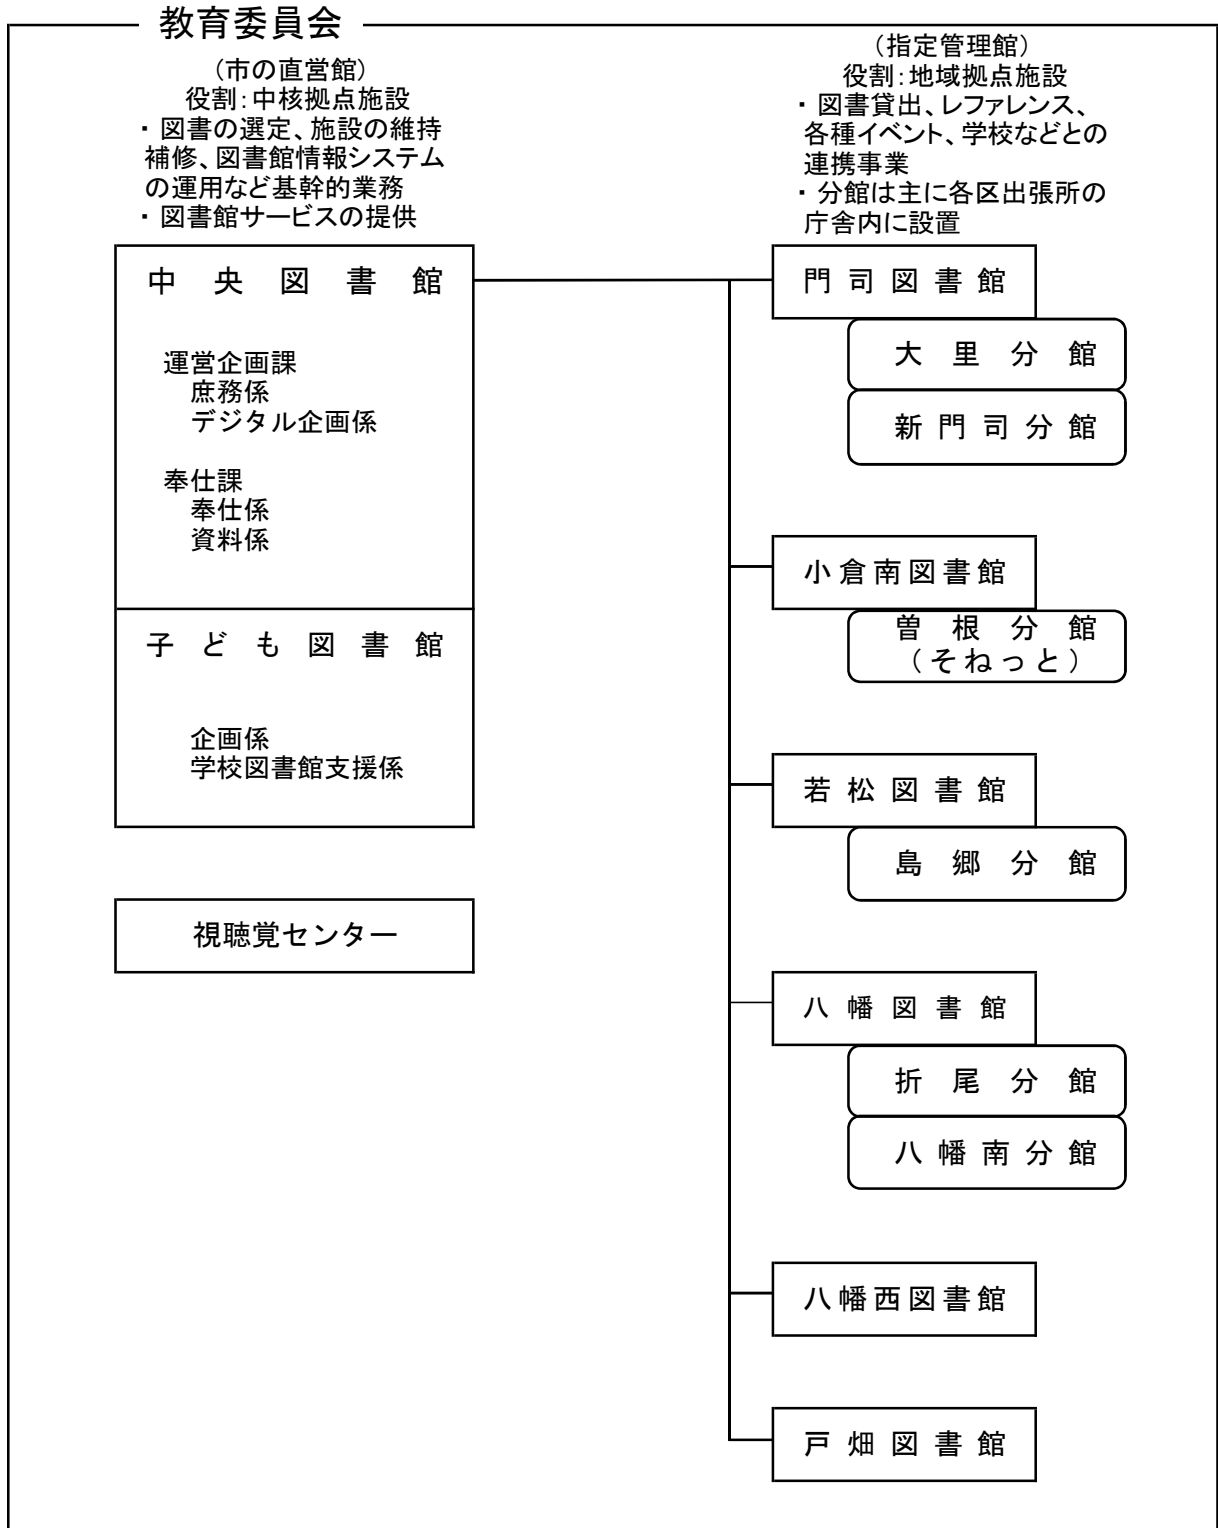 教育委員会
（市の直営館）
役割：中核拠点施設
・図書の選定、施設の維持
補修、図書館情報システム
の運用など基幹的業務
・図書館サービスの提供
中央図書館
運営企画課
庶務係
デジタル企画係
奉仕課
奉仕係
資料係
子ども図書館
企画係
学校図書館支援係
視聴覚センター
（指定管理館）
役割：地域拠点施設
・図書貸出、レファレンス、
各種イベント、学校などとの
連携事業
・分館は主に各区出張所の
庁舎内に設置
門司図書館
大里分館
新門司分館
小倉南図書館
曽根分館
（そねっと）
若松図書館
島郷分館
八幡図書館
折尾分館
八幡南分館
八幡西図書館
戸畑図書館